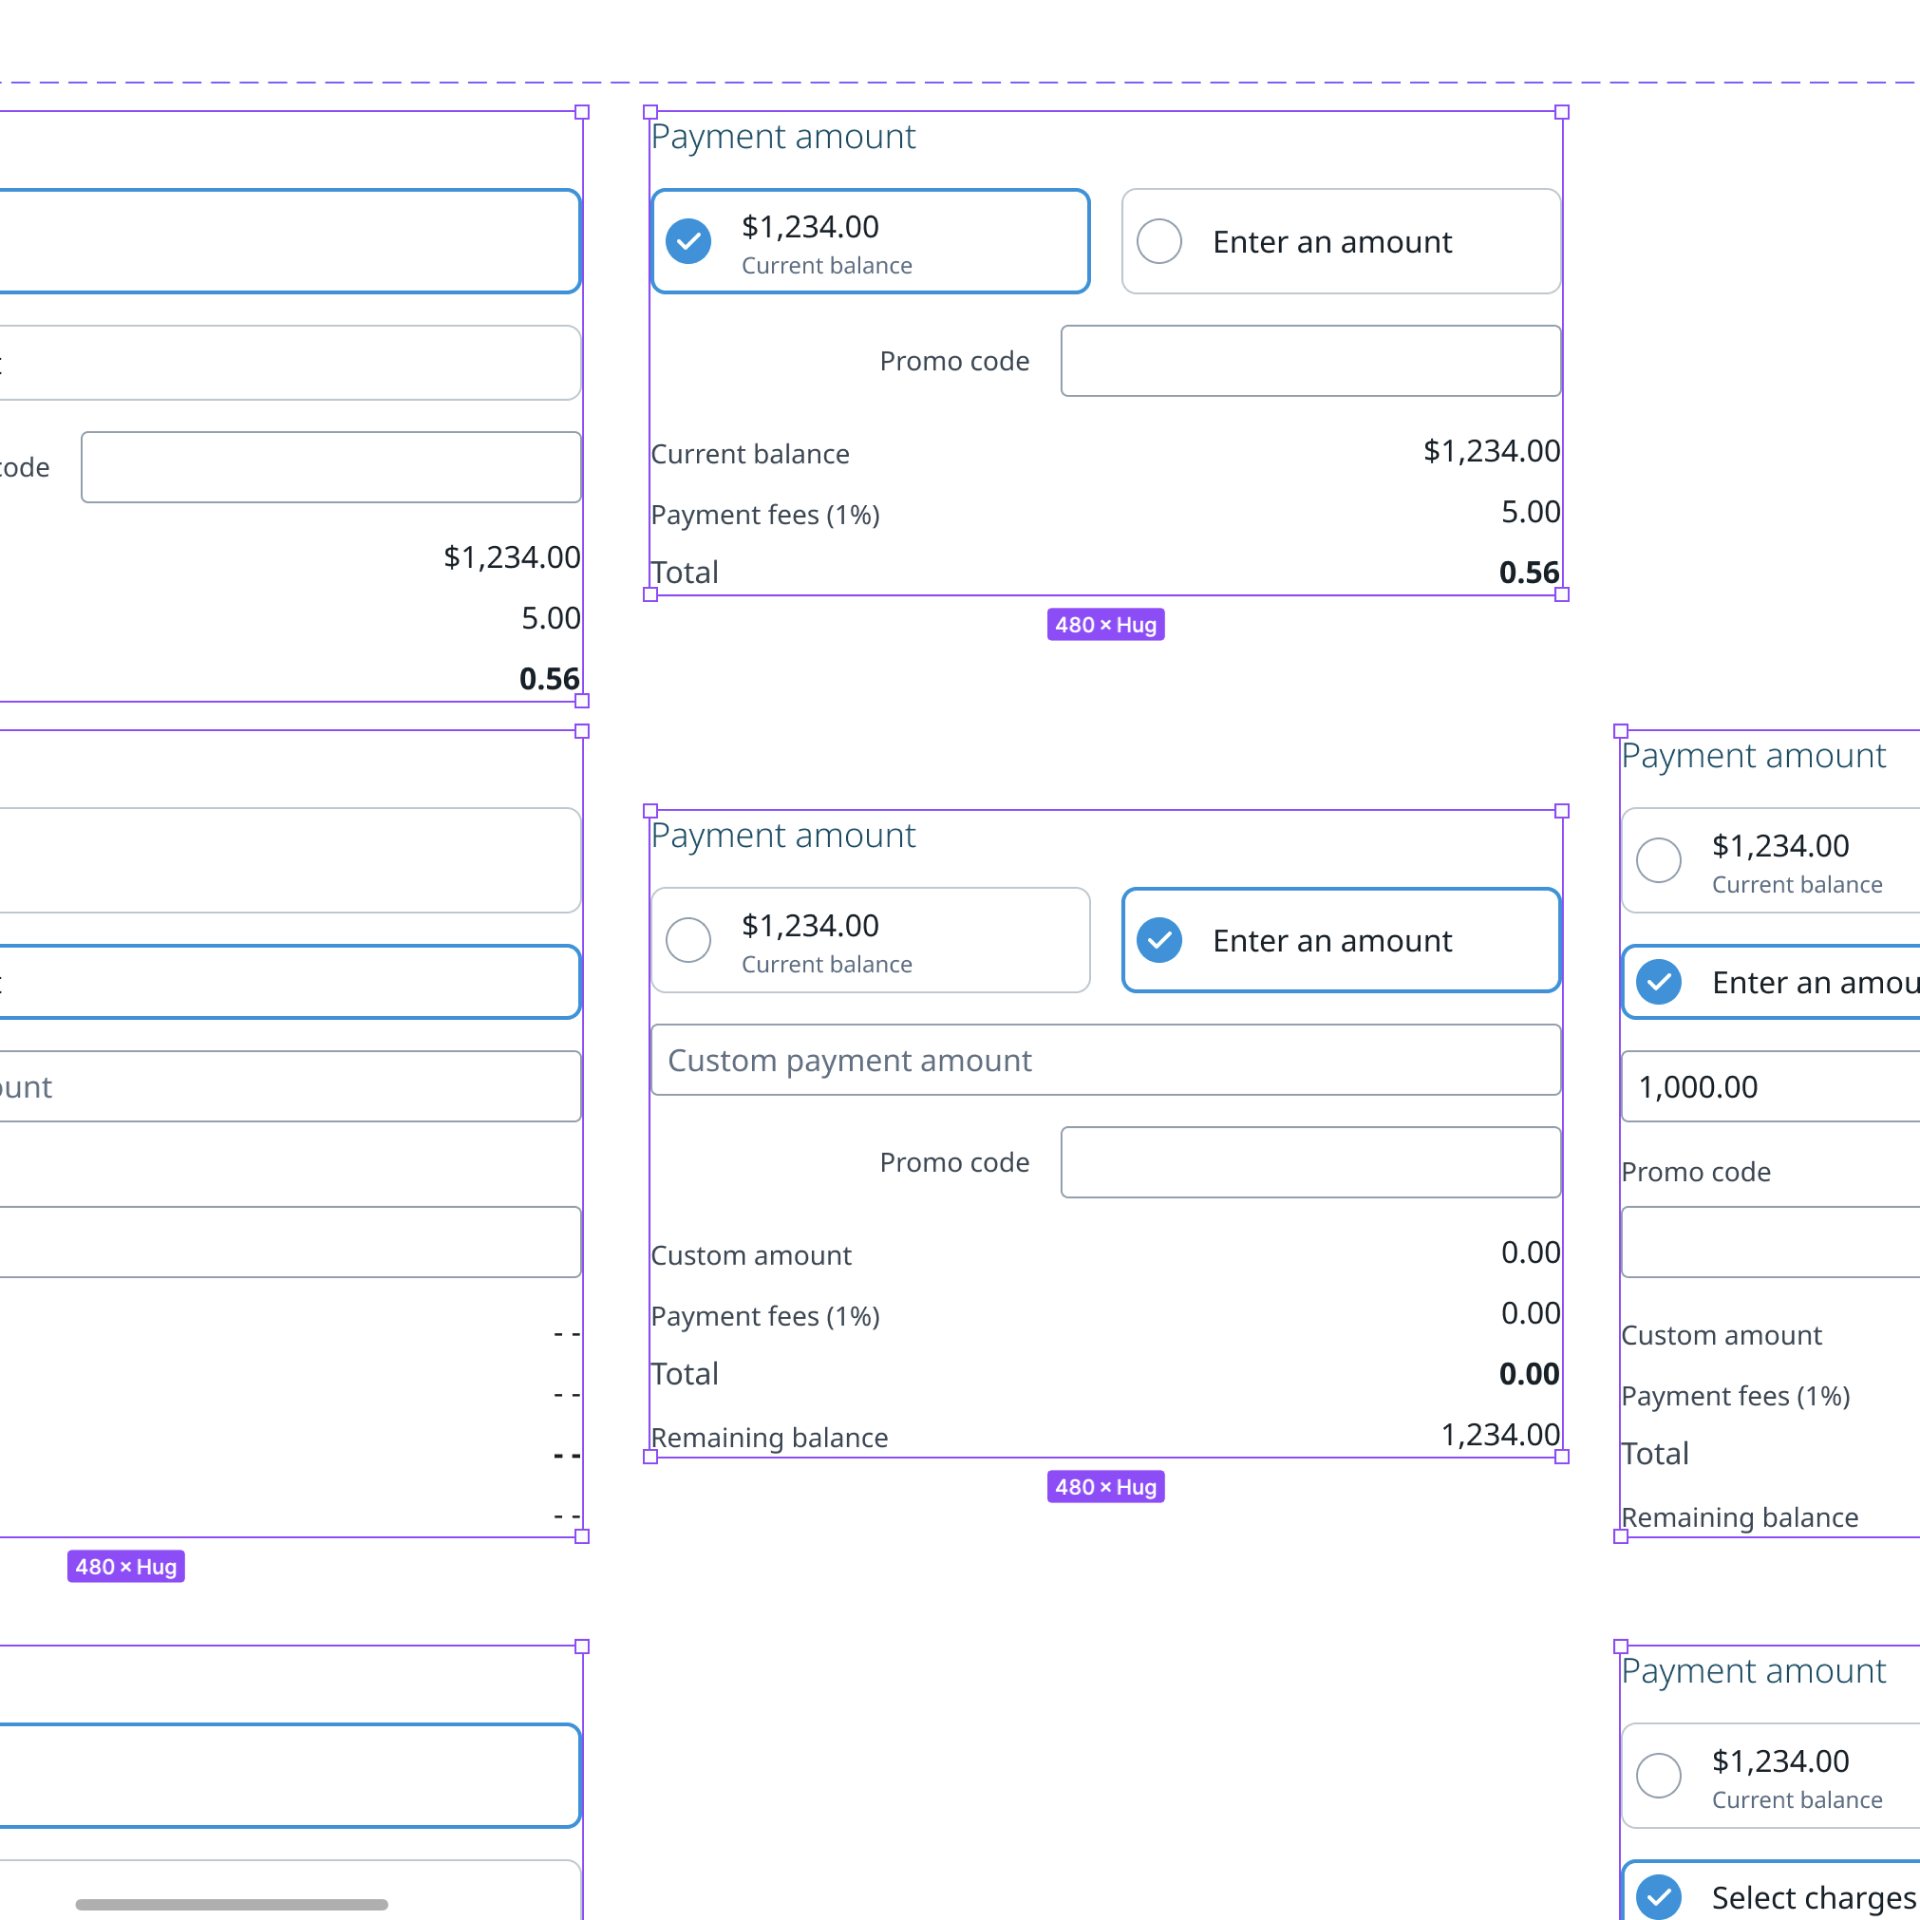 $1,234.00
5.00
0.56
code
- -
- -
- -
- -
480 × Hug
Payment amount
$1,234.00
Current balance
Enter an amount
Promo code
Current balance
$1,234.00
Payment fees (1%)
5.00
Total
0.56
480 × Hug
Payment amount
$1,234.00
Current balance
Enter an amount
Custom payment amount
Promo code
Custom amount
0.00
Payment fees (1%)
0.00
Total
0.00
Remaining balance
1,234.00
480 × Hug
Payment amount
$1,234.00
Current balance
Enter an amou
1,000.00
Promo code
Custom amount
Payment fees (1%)
Total
Remaining balance
Payment amount
$1,234.00
Current balance
Select charges